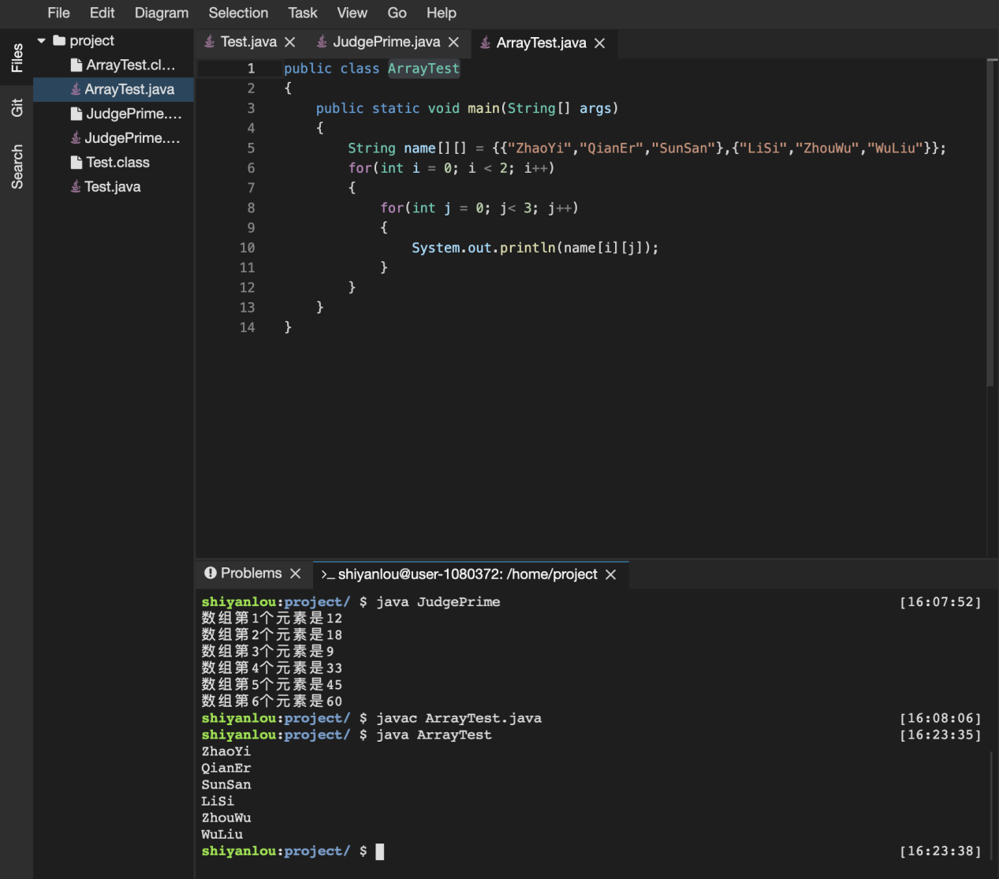 File Edit Diagram Selection Task View Go Help
Files
Git
Search
project
ArrayTest.cl...
ArrayTest.java
JudgePrime....
JudgePrime....
Test.class
Test.java
Test.java JudgePrime.java ArrayTest.java
1 public class ArrayTest
2 {
3 public static void main(String[] args)
4 {
5 String name[][] = {{"ZhaoYi","QianEr","SunSan"},{"LiSi","ZhouWu","WuLiu"}};
6 for(int i = 0; i < 2; i++)
7 {
8 for(int j = 0; j< 3; j++)
9 {
10 System.out.println(name[i][j]);
11 }
12 }
13 }
14 }
Problems >_ shiyanlou@user-1080372: /home/project
shiyanlou:project/ $ java JudgePrime [16:07:52]
数组第1个元素是12
数组第2个元素是18
数组第3个元素是9
数组第4个元素是33
数组第5个元素是45
数组第6个元素是60
shiyanlou:project/ $ javac ArrayTest.java [16:08:06]
shiyanlou:project/ $ java ArrayTest [16:23:35]
ZhaoYi
QianEr
SunSan
LiSi
ZhouWu
WuLiu
shiyanlou:project/ $ [16:23:38]